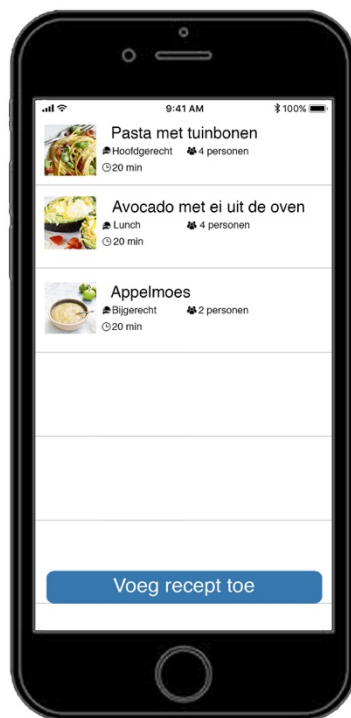 9:41 AM
100%
Pasta met tuinbonen
Hoofdgerecht 4 personen
20 min
Avocado met ei uit de oven
Lunch 4 personen
20 min
Appelmoes
Bijgerecht 2 personen
20 min
Voeg recept toe